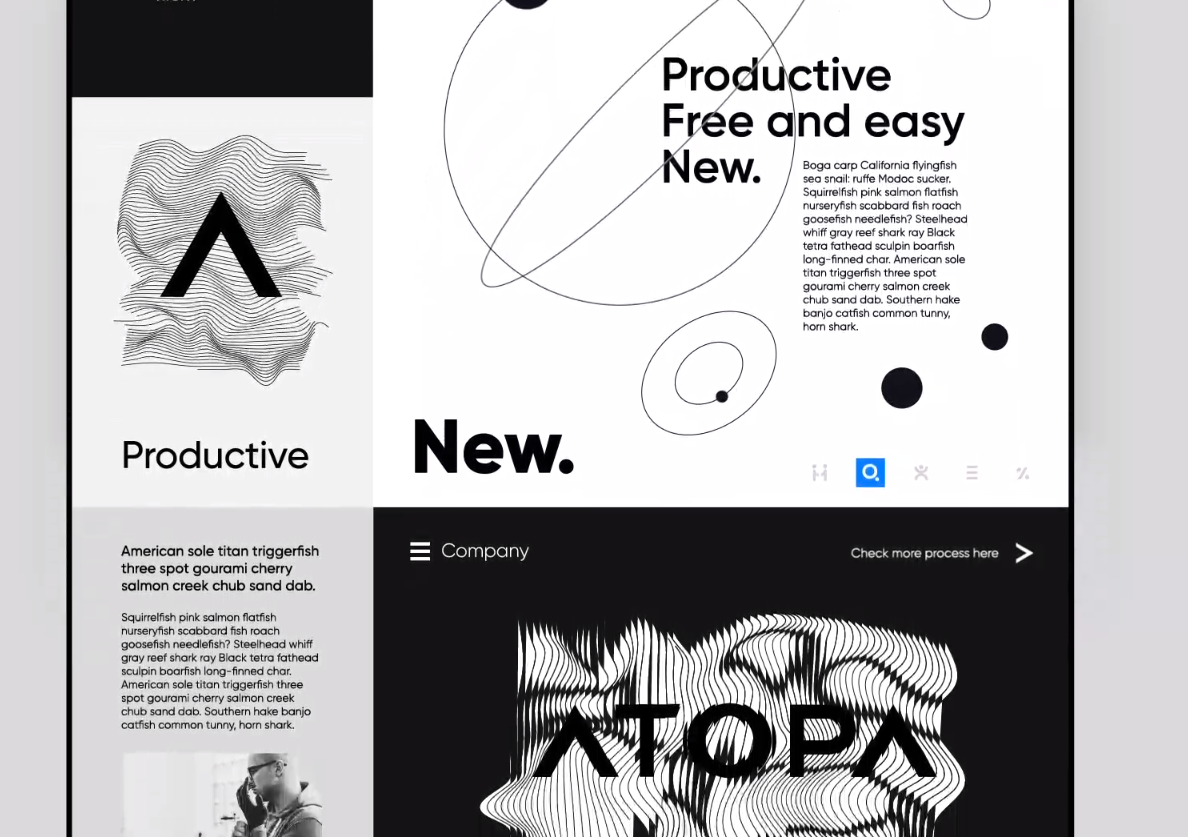 Productive
Free and easy
New.
Boga carp California flyingfish
sea snail: ruffe Modoc sucker.
Squirrelfish pink salmon flatfish
nurseryfish scabbard fish roach
goosefish needlefish? Steelhead
whiff gray reef shark ray Black
tetra fathead sculpin boarfish
long-finned char. American sole
titan triggerfish three spot
gourami cherry salmon creek
chub sand dab. Southern hake
banjo catfish common tunny,
horn shark.
Productive
New.
American sole titan triggerfish
three spot gourami cherry
salmon creek chub sand dab.
Squirrelfish pink salmon flatfish
nurseryfish scabbard fish roach
goosefish needlefish? Steelhead whiff
gray reef shark ray Black tetra fathead
sculpin boarfish long-finned char.
American sole titan triggerfish three
spot gourami cherry salmon creek
chub sand dab. Southern hake banjo
catfish common tunny, horn shark.
Company
Check more process here
ATOPA